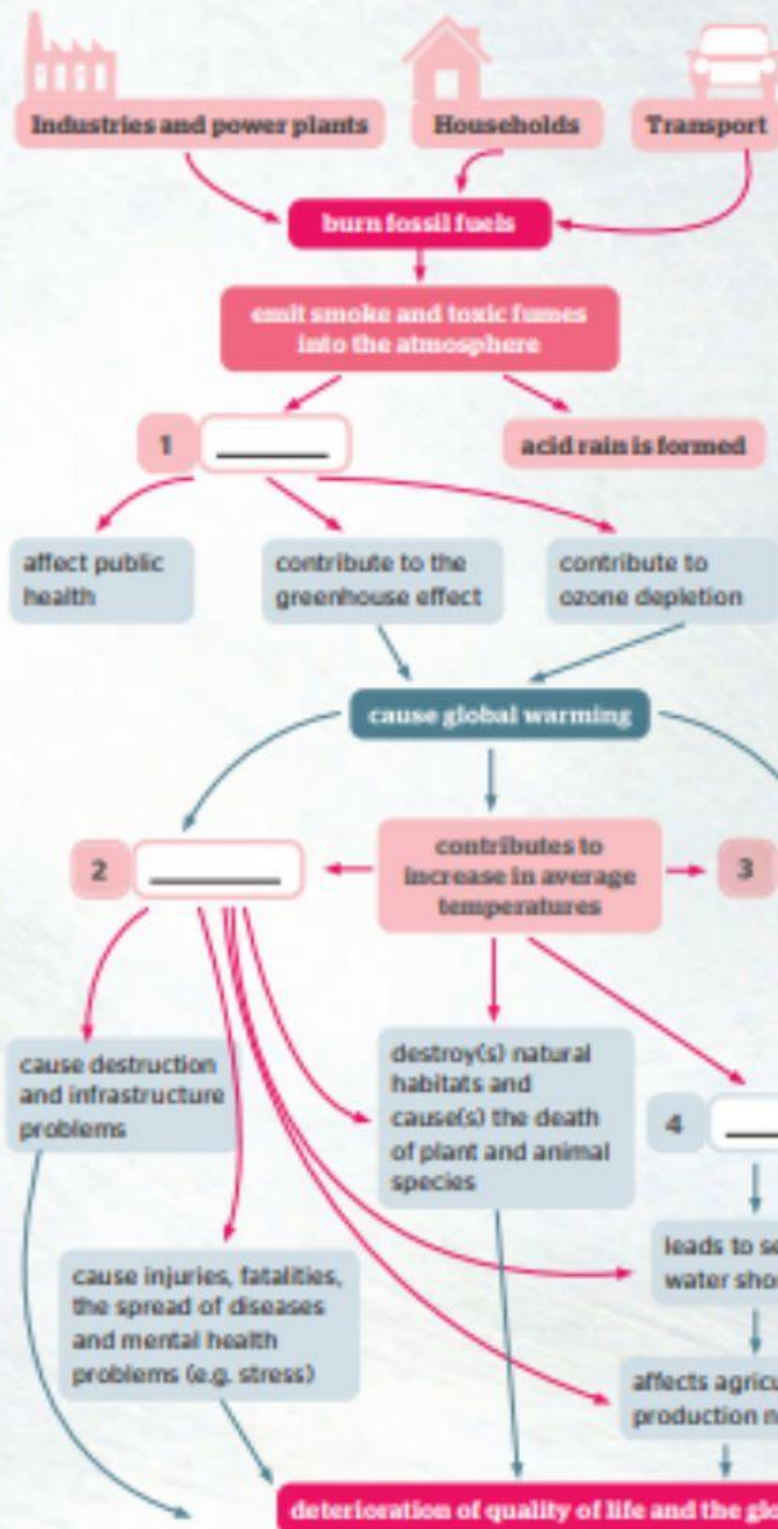 Industries and power plants
Households
Transport
burn fossil fuels
emit smoke and toxic fumes
into the atmosphere
1
acid rain is formed
affect public
health
contribute to the
greenhouse effect
contribute to
ozone depletion
cause global warming
2
contributes to
increase in average
temperatures
3
cause destruction
and infrastructure
problems
destroy(s) natural
habitats and
cause(s) the death
of plant and animal
species
4
leads to se
water sho
cause injuries, fatalities,
the spread of diseases
and mental health
problems (e.g. stress)
affects agricu
production n
deterioration of quality of life and the glo